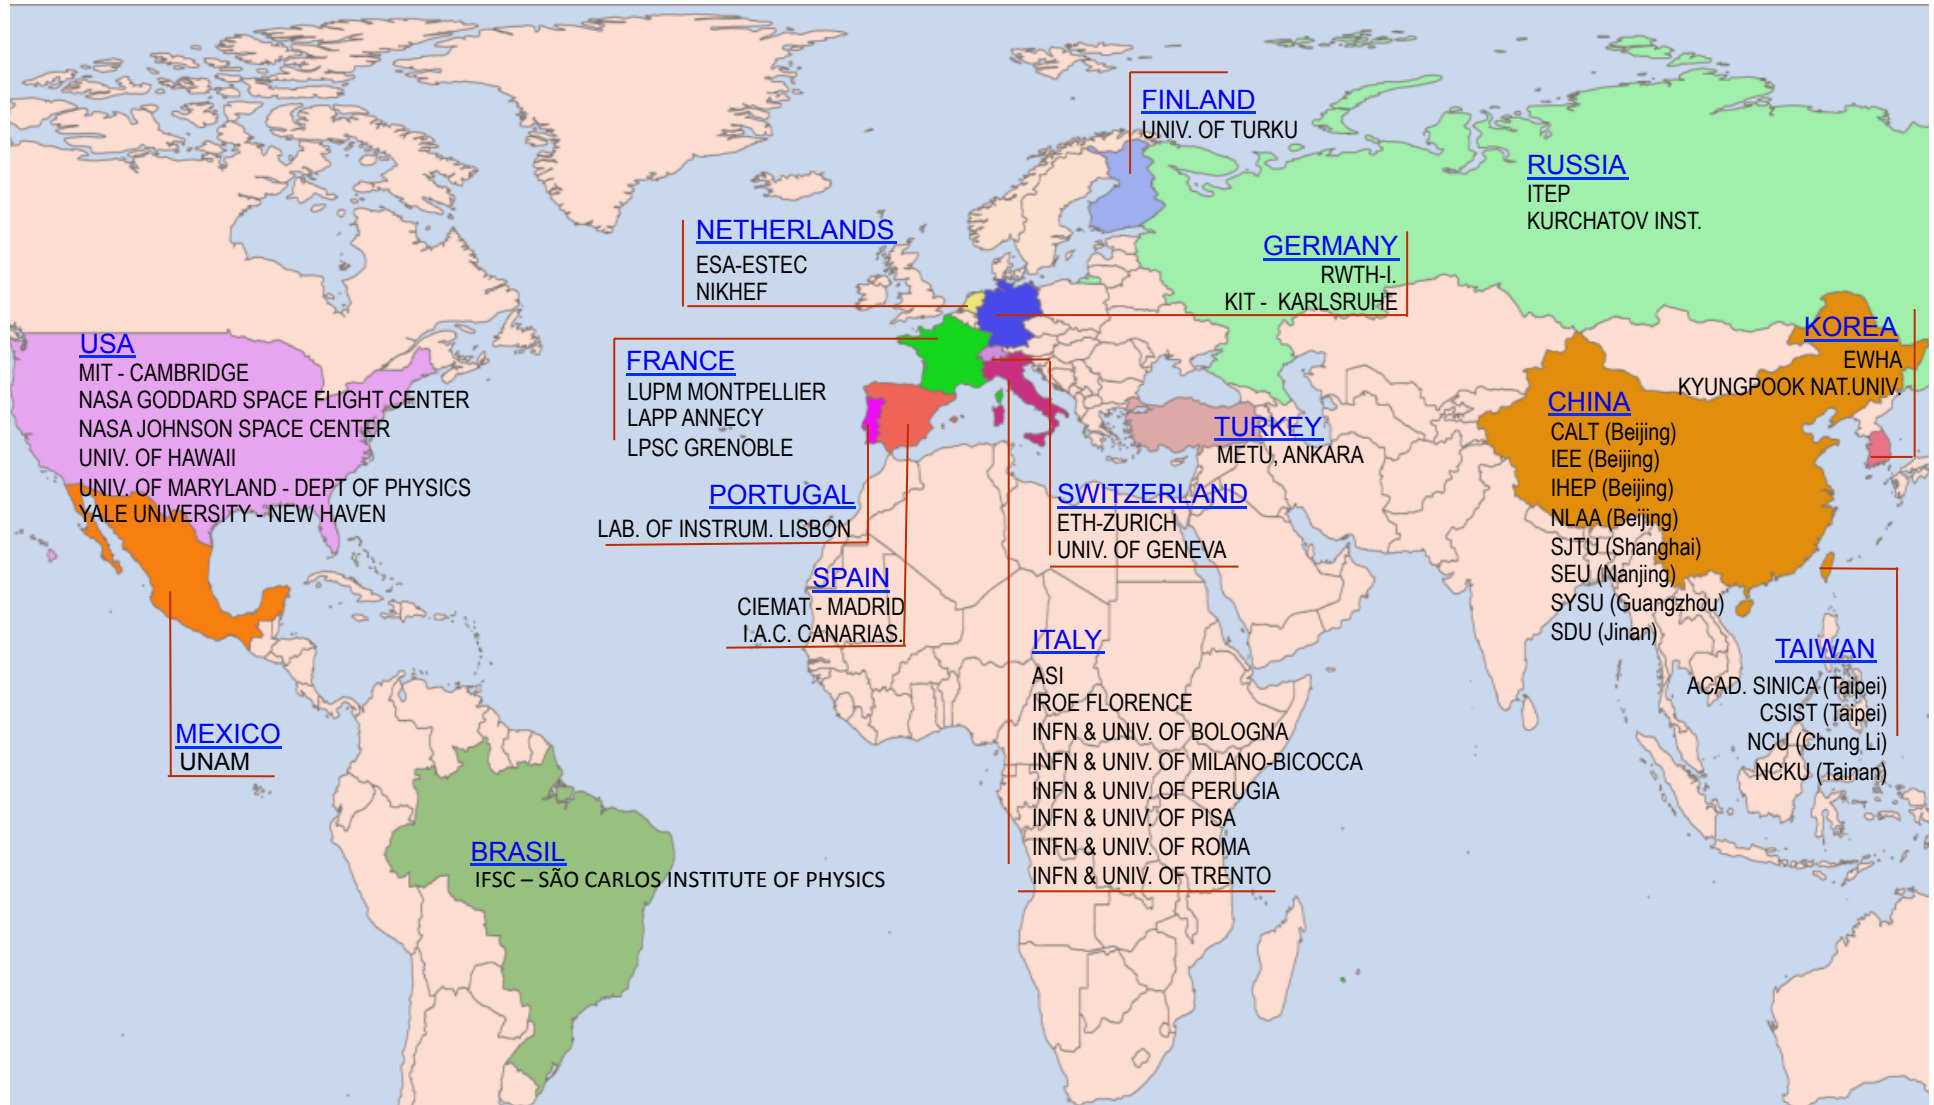 FINLAND
UNIV. OF TURKU
RUSSIA
ITEP
KURCHATOV INST.
NETHERLANDS
ESA-ESTEC
NIKHEF
GERMANY
RWTH-I.
KIT - KARLSRUHE
USA
MIT - CAMBRIDGE
NASA GODDARD SPACE FLIGHT CENTER
NASA JOHNSON SPACE CENTER
UNIV. OF HAWAII
UNIV. OF MARYLAND - DEPT OF PHYSICS
YALE UNIVERSITY - NEW HAVEN
FRANCE
LUPM MONTPELLIER
LAPP ANNECY
LPSC GRENOBLE
KOREA
EWHA
KYUNGPOOK NAT.UNIV.
CHINA
CALT (Beijing)
IEE (Beijing)
IHEP (Beijing)
NLAA (Beijing)
SJTU (Shanghai)
SEU (Nanjing)
SYSU (Guangzhou)
SDU (Jinan)
TURKEY
METU, ANKARA
PORTUGAL
LAB. OF INSTRUM. LISBON
SWITZERLAND
ETH-ZURICH
UNIV. OF GENEVA
SPAIN
CIEMAT - MADRID
I.A.C. CANARIAS.
ITALY
ASI
IROE FLORENCE
INFN & UNIV. OF BOLOGNA
INFN & UNIV. OF MILANO-BICOCCA
INFN & UNIV. OF PERUGIA
INFN & UNIV. OF PISA
INFN & UNIV. OF ROMA
INFN & UNIV. OF TRENTO
TAIWAN
ACAD. SINICA (Taipei)
CSIST (Taipei)
NCU (Chung Li)
NCKU (Tainan)
MEXICO
UNAM
BRASIL
IFSC – SÃO CARLOS INSTITUTE OF PHYSICS